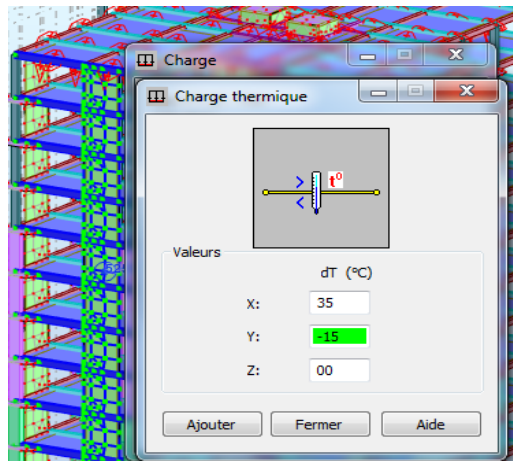 Charge
Charge thermique
> t°
<
Valeurs
dT (°C)
X: 35
Y: -15
Z: 00
Ajouter Fermer Aide